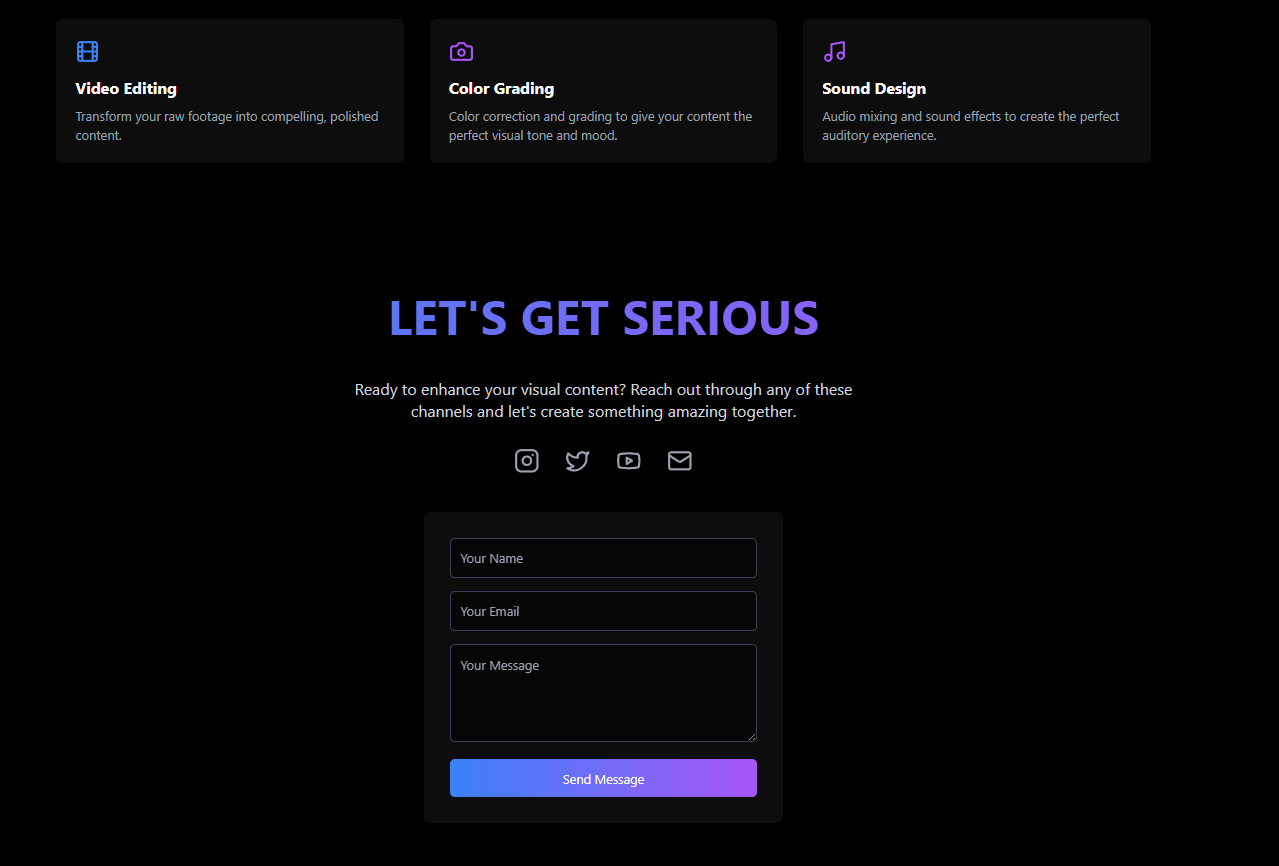 Video Editing
Transform your raw footage into compelling, polished
content.
Color Grading
Color correction and grading to give your content the
perfect visual tone and mood.
Sound Design
Audio mixing and sound effects to create the perfect
auditory experience.
LET'S GET SERIOUS
Ready to enhance your visual content? Reach out through any of these
channels and let's create something amazing together.
Your Name
Your Email
Your Message
Send Message